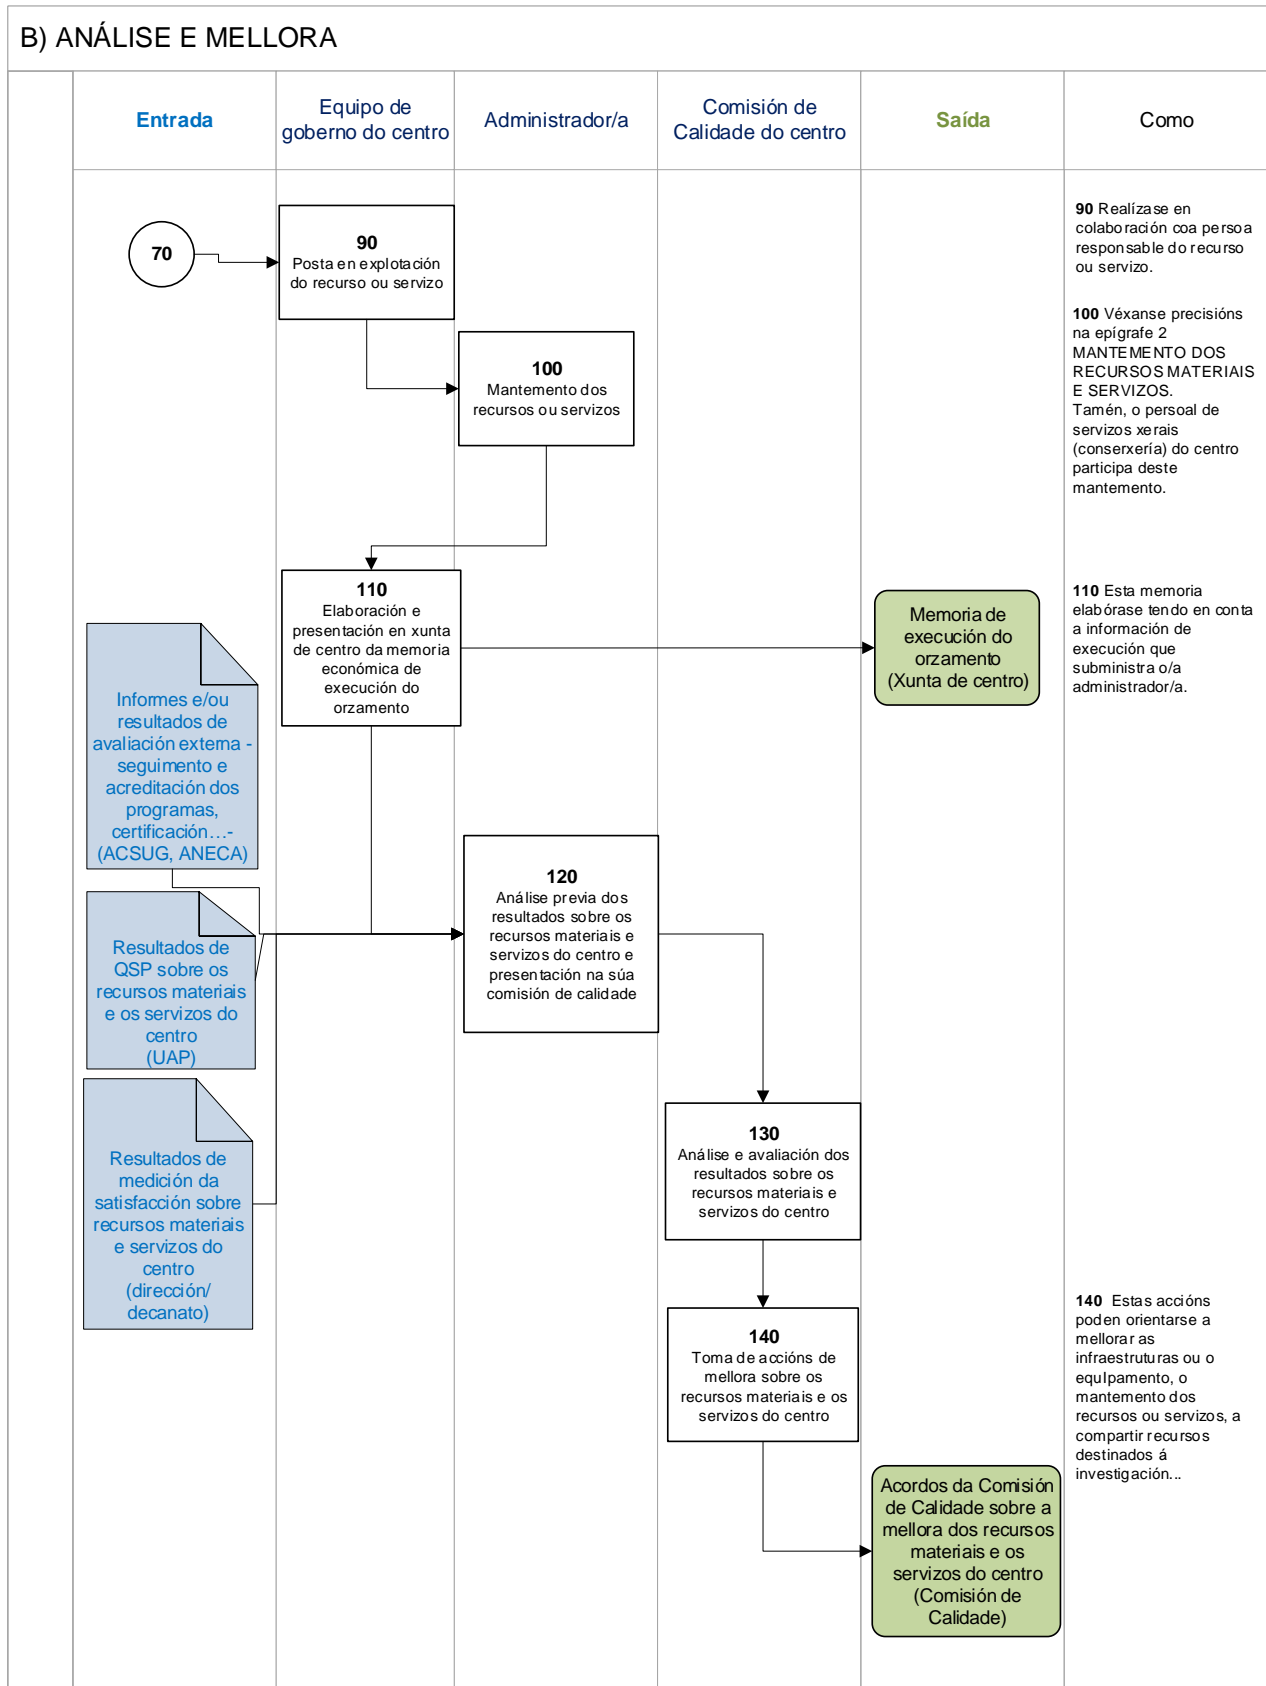 B) ANÁLISE E MELLORA
Entrada
Equipo de
goberno do centro
Administrador/a
Comisión de
Calidade do centro
Saída
Como
70
90
Posta en explotación
do recurso ou servizo
90 Realízase en
colaboración coa persoa
responsable do recurso
ou servizo.
100
Mantemento dos
recursos ou servizos
100 Véxanse precisións
na epígrafe 2
MANTEMENTO DOS
RECURSOS MATERIAIS
E SERVIZOS.
Tamén, o persoal de
servizos xerais
(conserxería) do centro
participa deste
mantemento.
110
Elaboración e
presentación en xunta
de centro da memoria
económica de
execución do
orzamento
Memoria de
execución do
orzamento
(Xunta de centro)
110 Esta memoria
elabórase tendo en conta
a información de
execución que
subministra o/a
administrador/a.
Informes e/ou
resultados de
avaliación externa -
seguimento e
acreditación dos
programas,
certificación…-
(ACSUG, ANECA)
120
Análise previa dos
resultados sobre os
recursos materiais e
servizos do centro e
presentación na súa
comisión de calidade
Resultados de
QSP sobre os
recursos materiais
e os servizos do
centro
(UAP)
Resultados de
medición da
satisfacción sobre
recursos materiais
e servizos do
centro
(dirección/
decanato)
130
Análise e avaliación dos
resultados sobre os
recursos materiais e
servizos do centro
140
Toma de accións de
mellora sobre os
recursos materiais e os
servizos do centro
140 Estas accións
poden orientarse a
mellorar as
infraestruturas ou o
equIpamento, o
mantemento dos
recursos ou servizos, a
compartir recursos
destinados á
investigación...
Acordos da Comisión
de Calidade sobre a
mellora dos recursos
materiais e os
servizos do centro
(Comisión de
Calidade)